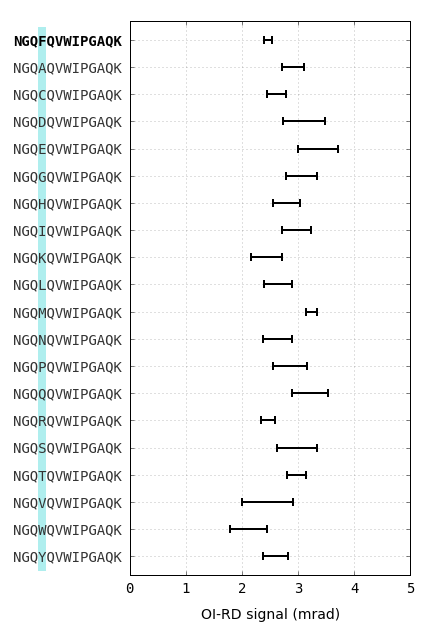 NGQFQVWIPGAQK
NGQAQVWIPGAQK
NGQCQVWIPGAQK
NGQDQVWIPGAQK
NGQEQVWIPGAQK
NGQGQVWIPGAQK
NGQHQVWIPGAQK
NGQIQVWIPGAQK
NGQKQVWIPGAQK
NGQLQVWIPGAQK
NGQMQVWIPGAQK
NGQNQVWIPGAQK
NGQPQVWIPGAQK
NGQQQVWIPGAQK
NGQRQVWIPGAQK
NGQSQVWIPGAQK
NGQTQVWIPGAQK
NGQVQVWIPGAQK
NGQWQVWIPGAQK
NGQYQVWIPGAQK
0 1 2 3 4 5
OI-RD signal (mrad)